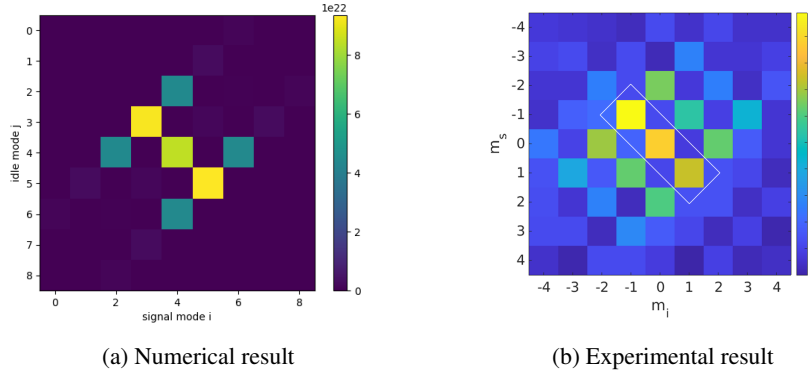 1e22
0
1
2
3
4
5
6
7
8
idle mode j
0 2 4 6 8
signal mode i
8
6
4
2
0
(a) Numerical result
-4
-3
-2
-1
0
1
2
3
4
m_s
-4 -3 -2 -1 0 1 2 3 4
m_i
(b) Experimental result